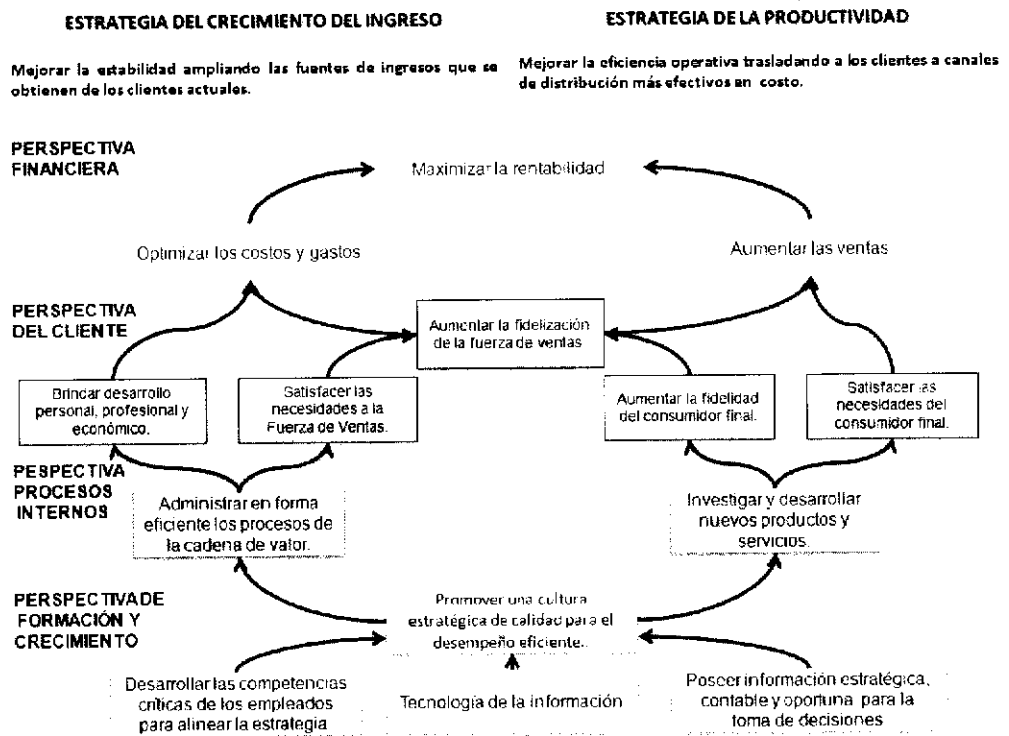 ESTRATEGIA DEL CRECIMIENTO DEL INGRESO
Mejorar la estabilidad ampliando las fuentes de ingresos que se
obtienen de los clientes actuales.
ESTRATEGIA DE LA PRODUCTIVIDAD
Mejorar la eficiencia operativa trasladando a los clientes a canales
de distribución más efectivos en costo.
PERSPECTIVA
FINANCIERA
Maximizar la rentabilidad
Optimizar los costos y gastos
Aumentar las ventas
PERSPECTIVA
DEL CLIENTE
Aumentar la fidelización
de la fuerza de ventas
Brindar desarrollo
personal, profesional y
económico.
Satisfacer las
necesidades a la
Fuerza de Ventas.
Aumentar la fidelidad
del consumidor final.
Satisfacer las
necesidades del
consumidor final.
PESPECTIVA
PROCESOS
INTERNOS
Administrar en forma
eficiente los procesos de
la cadena de valor.
Investigar y desarrollar
nuevos productos y
servicios.
PERSPECTIVA DE
FORMACIÓN Y
CRECIMIENTO
Promover una cultura
estratégica de calidad para el
desempeño eficiente.
Desarrollar las competencias
críticas de los empleados
para alinear la estrategia
Tecnología de la información
Poseer información estratégica,
contable y oportuna para la
toma de decisiones